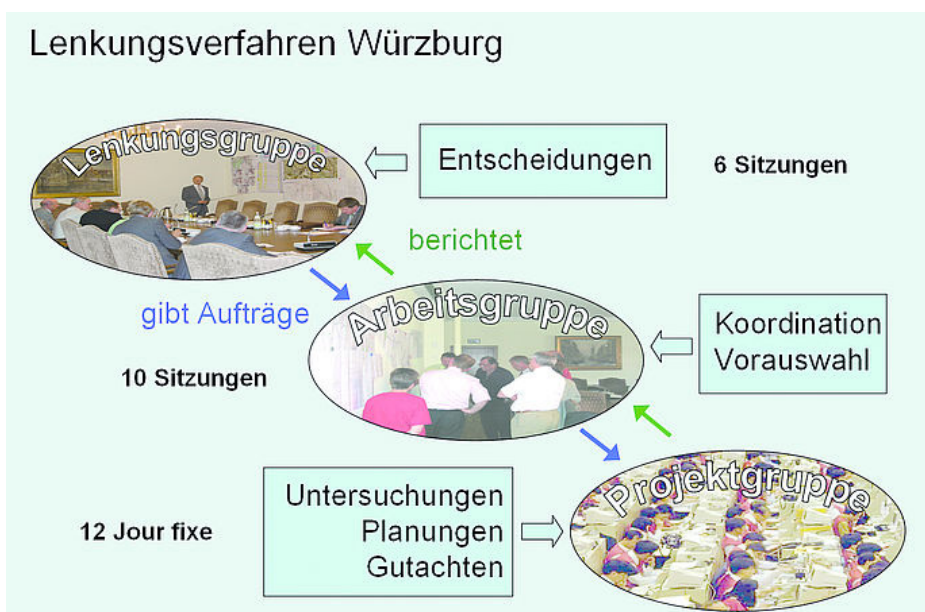 Lenkungsverfahren Würzburg
Lenkungsgruppe
Entscheidungen
6 Sitzungen
berichtet
gibt Aufträge
Arbeitsgruppe
Koordination
Vorauswahl
10 Sitzungen
Projektgruppe
Untersuchungen
Planungen
Gutachten
12 Jour fixe